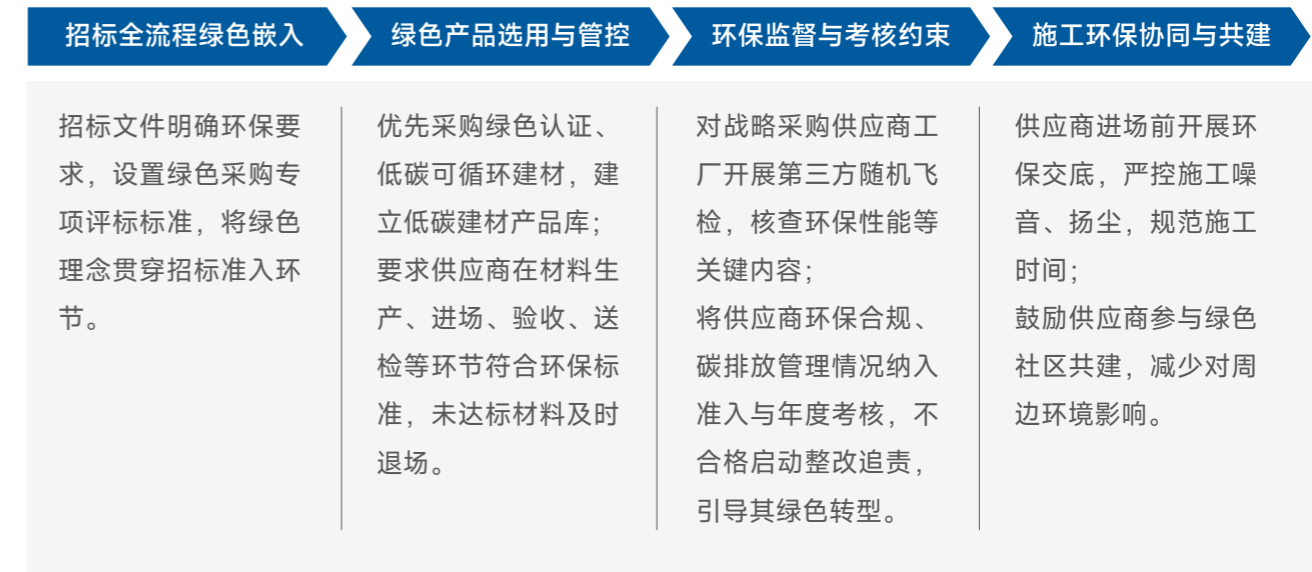 招标全流程绿色嵌入
绿色产品选用与管控
环保监督与考核约束
施工环保协同与共建
招标文件明确环保要
求，设置绿色采购专
项评标标准，将绿色
理念贯穿招标准入环
节。
优先采购绿色认证、
低碳可循环建材，建
立低碳建材产品库；
要求供应商在材料生
产、进场、验收、送
检等环节符合环保标
准，未达标材料及时
退场。
对战略采购供应商工
厂开展第三方随机飞
检，核查环保性能等
关键内容；
将供应商环保合规、
碳排放管理情况纳入
准入与年度考核，不
合格启动整改追责，
引导其绿色转型。
供应商进场前开展环
保交底，严控施工噪
音、扬尘，规范施工
时间；
鼓励供应商参与绿色
社区共建，减少对周
边环境影响。